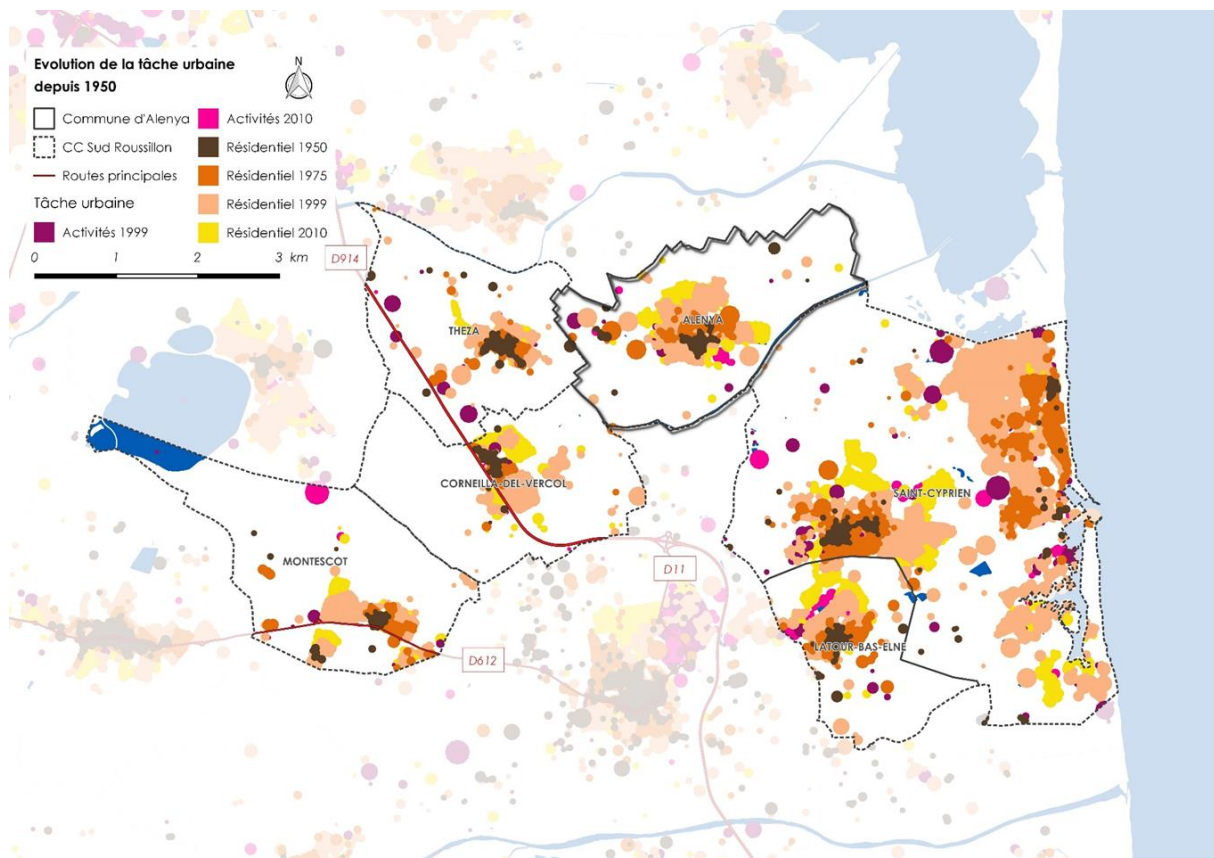 Evolution de la tâche urbaine
depuis 1950
N
Commune d'Alenya
CC Sud Roussillon
Routes principales
Tâche urbaine
Activités 1999
Activités 2010
Résidentiel 1950
Résidentiel 1975
Résidentiel 1999
Résidentiel 2010
0 1 2 3 km
D914
THEZA
ALENYA
CORNEILLA-DEL-VERCOL
SAINT-CYPRIEN
MONTESCOT
D11
LATOUR-BAS-ELNE
D612